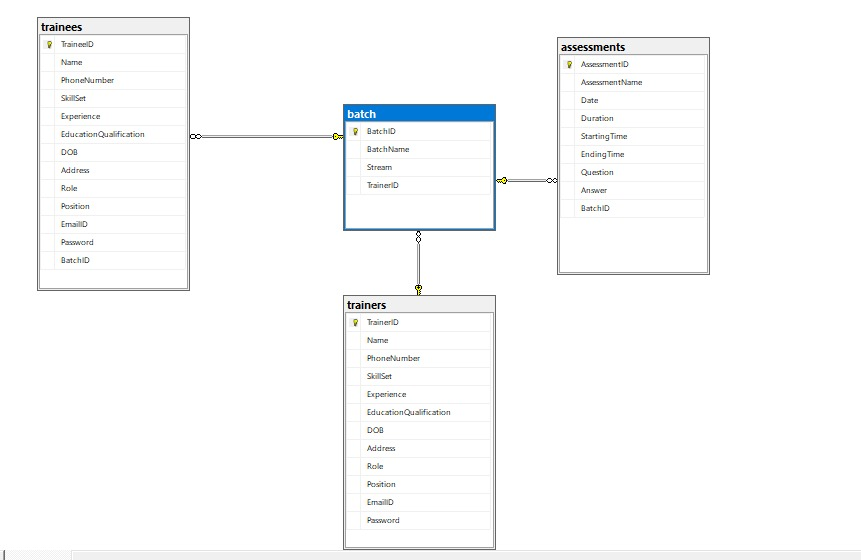 trainees
TraineeID
Name
PhoneNumber
SkillSet
Experience
EducationQualification
DOB
Address
Role
Position
EmailID
Password
BatchID
batch
BatchID
BatchName
Stream
TrainerID
assessments
AssessmentID
AssessmentName
Date
Duration
StartingTime
EndingTime
Question
Answer
BatchID
trainers
TrainerID
Name
PhoneNumber
SkillSet
Experience
EducationQualification
DOB
Address
Role
Position
EmailID
Password